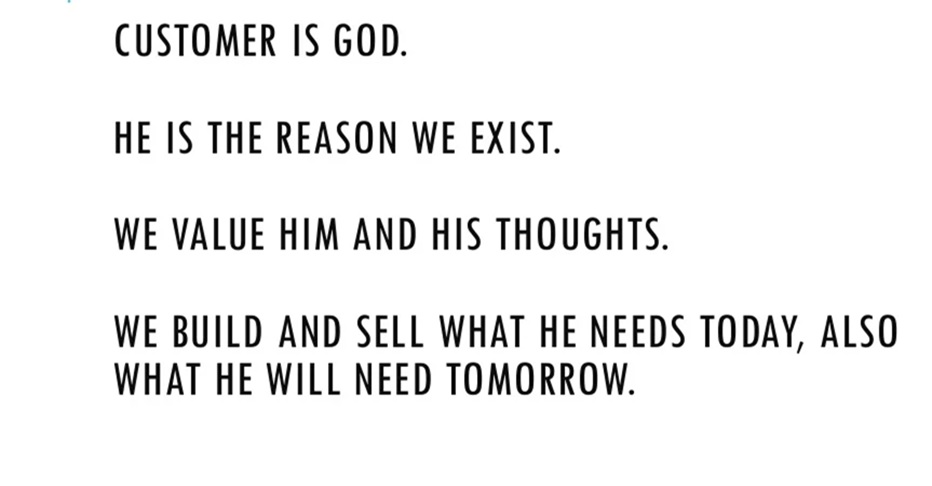 CUSTOMER IS GOD.
HE IS THE REASON WE EXIST.
WE VALUE HIM AND HIS THOUGHTS.
WE BUILD AND SELL WHAT HE NEEDS TODAY, ALSO
WHAT HE WILL NEED TOMORROW.